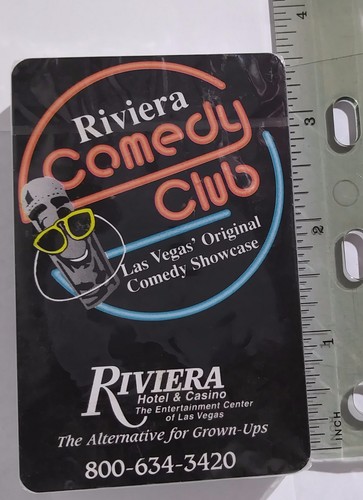 Riviera
Comedy
Club
Las Vegas' Original
Comedy Showcase
RIVIERA
Hotel & Casino
The Entertainment Center
of Las Vegas
The Alternative for Grown-Ups
800-634-3420
4
3
2
1
INCH